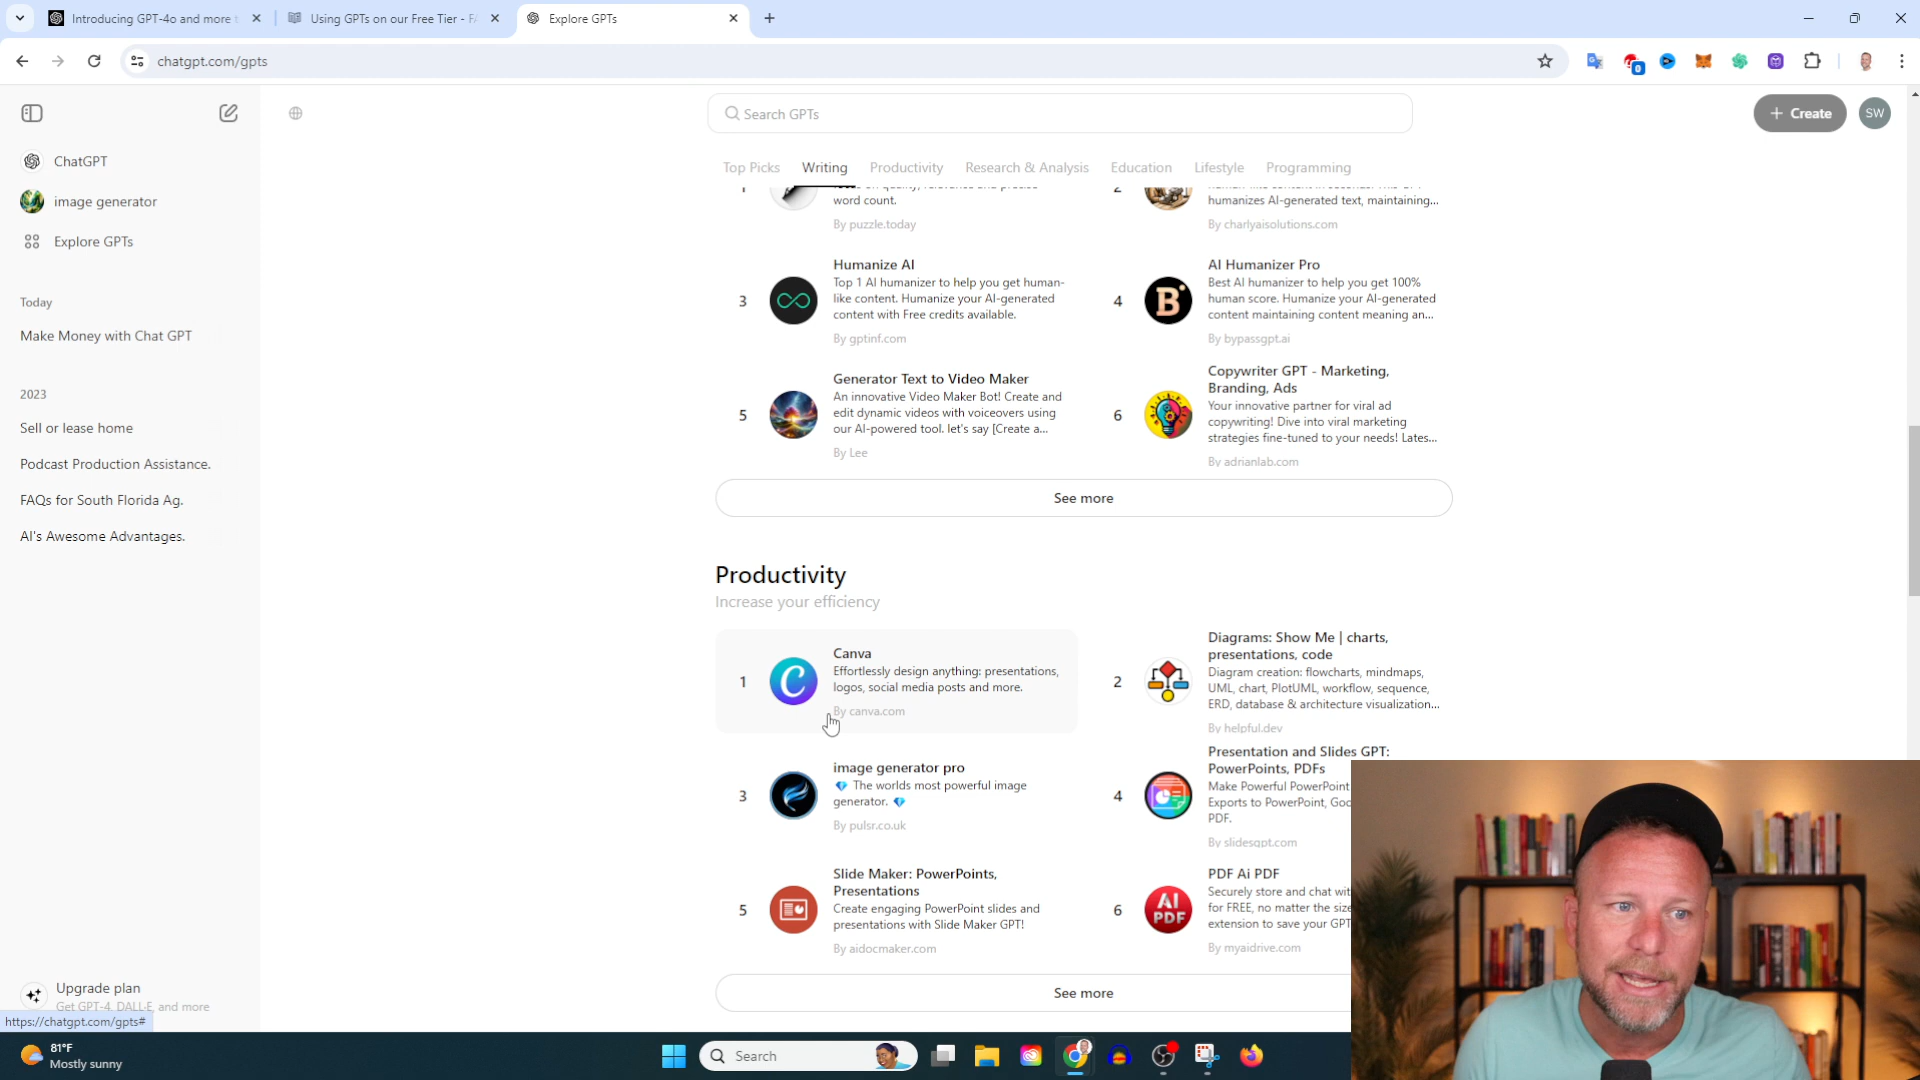 Introducing GPT-4o and more
Using GPTs on our Free Tier - F
Explore GPTs
chatgpt.com/gpts
0
Search GPTs
Create
SW
ChatGPT
image generator
Explore GPTs
Today
Make Money with Chat GPT
2023
Sell or lease home
Podcast Production Assistance.
FAQs for South Florida Ag.
AI's Awesome Advantages.
Upgrade plan
Get GPT-4, DALL·E, and more
https://chatgpt.com/gpts#
Top Picks Writing Productivity Research & Analysis Education Lifestyle Programming
1
word count.
By puzzle.today
2
humanizes AI-generated text, maintaining...
By charlyaisolutions.com
3
Humanize AI
Top 1 AI humanizer to help you get human-
like content. Humanize your AI-generated
content with Free credits available.
By gptinf.com
4
B
AI Humanizer Pro
Best AI humanizer to help you get 100%
human score. Humanize your AI-generated
content maintaining content meaning an...
By bypassgpt.ai
5
Generator Text to Video Maker
An innovative Video Maker Bot! Create and
edit dynamic videos with voiceovers using
our AI-powered tool. let's say [Create a...
By Lee
6
Copywriter GPT - Marketing,
Branding, Ads
Your innovative partner for viral ad
copywriting! Dive into viral marketing
strategies fine-tuned to your needs! Lates...
By adrianlab.com
See more
Productivity
Increase your efficiency
1
C
Canva
Effortlessly design anything: presentations,
logos, social media posts and more.
By canva.com
2
Diagrams: Show Me | charts,
presentations, code
Diagram creation: flowcharts, mindmaps,
UML, chart, PlotUML, workflow, sequence,
ERD, database & architecture visualization...
By helpful.dev
3
image generator pro
💎 The worlds most powerful image
generator. 💎
By pulsr.co.uk
4
Presentation and Slides GPT:
PowerPoints, PDFs
Make Powerful PowerPoint
Exports to PowerPoint, Goo
PDF.
By slidesgpt.com
5
Slide Maker: PowerPoints,
Presentations
Create engaging PowerPoint slides and
presentations with Slide Maker GPT!
By aidocmaker.com
6
AI
PDF
PDF Ai PDF
Securely store and chat wit
for FREE, no matter the size
extension to save your GPT
By myaidrive.com
See more
81°F
Mostly sunny
Search